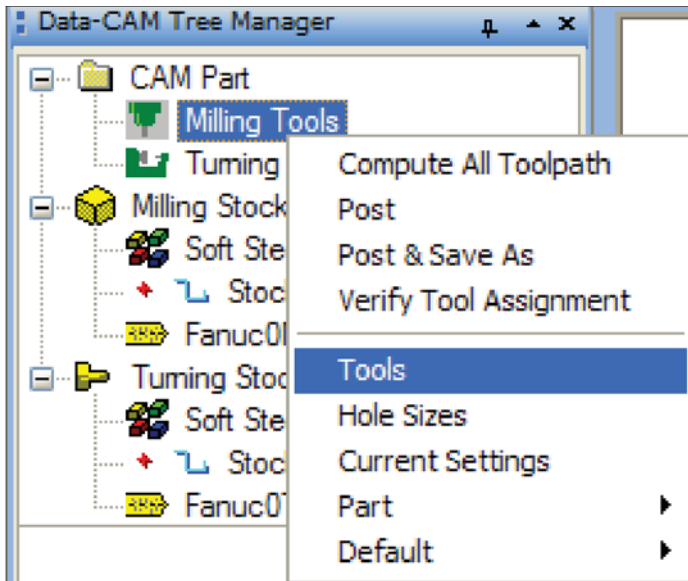 Data-CAM Tree Manager
CAM Part
Milling Tools
Turning
Milling Stock
Soft Ste
Stoc
Fanuc0
Turning Stoc
Soft Ste
Stoc
Fanuc0T
Compute All Toolpath
Post
Post & Save As
Verify Tool Assignment
Tools
Hole Sizes
Current Settings
Part
Default